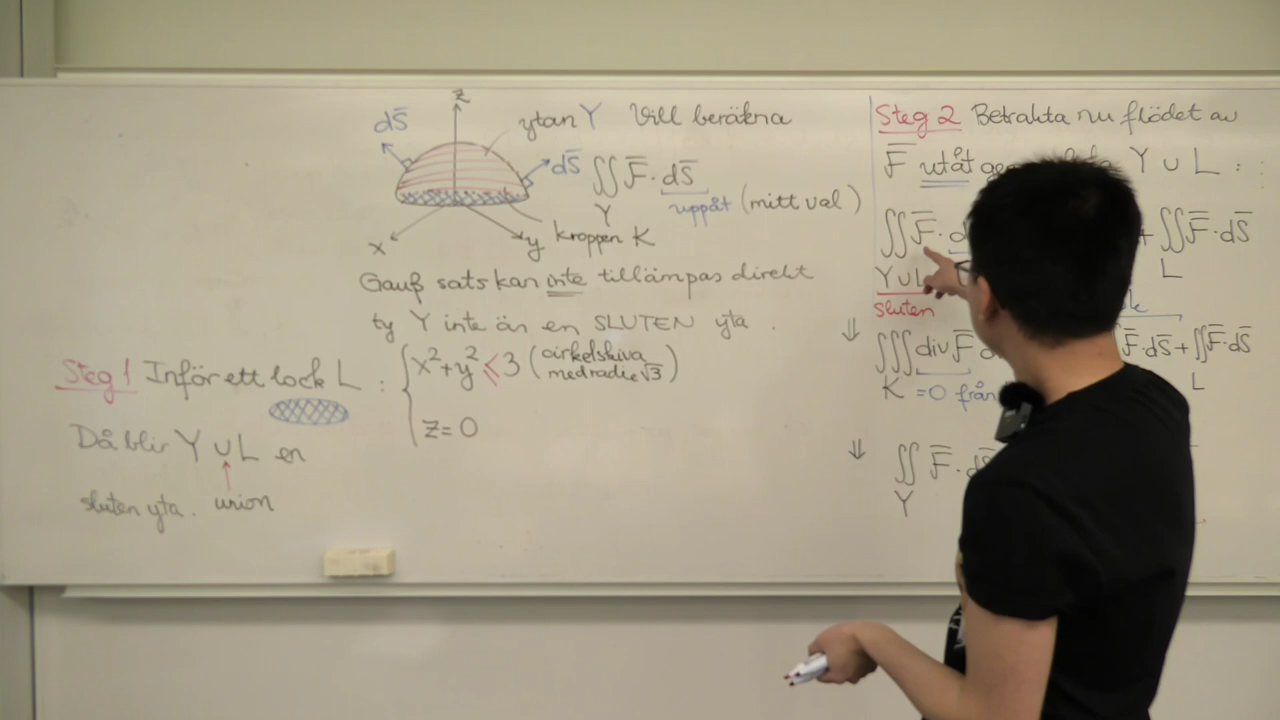 z
dS̄
ytan Y Vill beräkna
dS̄ ∬ F̄ · dS̄
Y uppåt (mitt val)
x y kroppen K
Gauß sats kan inte tillämpas direkt
ty Y inte är en SLUTEN yta.
Steg 1 Inför ett lock L : { x²+y² ≤ 3 (cirkelskiva med radie √3)
z=0
Då blir Y ∪ L en
sluten yta. union
Steg 2 Betrakta nu flödet av
F̄ utåt Y ∪ L :
∬ F̄ · + ∬ F̄ · dS̄
Y∪L L
sluten
⇓ ∭ div F̄ F̄ · dS̄ + ∬ F̄ · dS̄
K =0 från L
⇓ ∬ F̄ · dS̄
Y